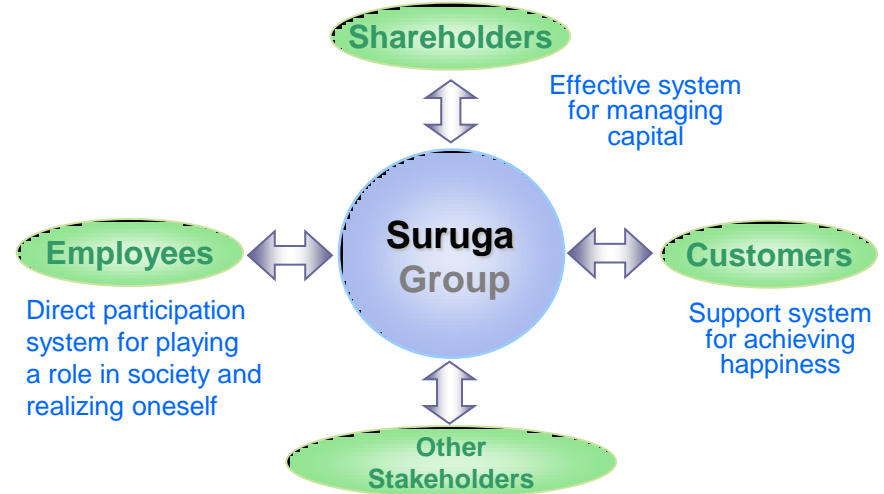 Shareholders
Effective system
for managing
capital
Suruga
Group
Employees
Direct participation
system for playing
a role in society and
realizing oneself
Customers
Support system
for achieving
happiness
Other
Stakeholders